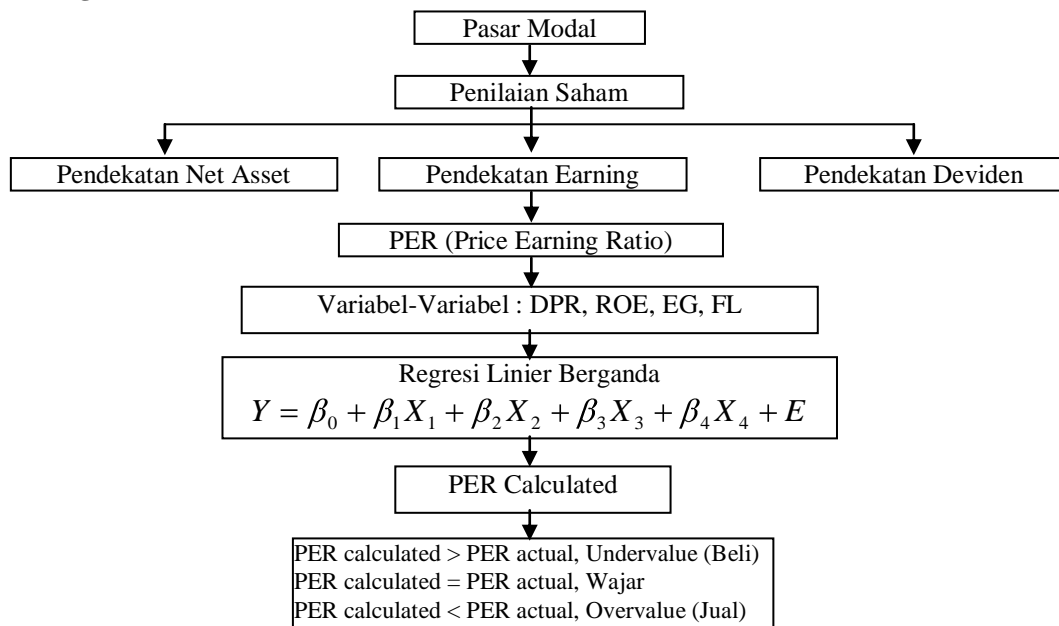 Pasar Modal
Penilaian Saham
Pendekatan Net Asset
Pendekatan Earning
Pendekatan Deviden
PER (Price Earning Ratio)
Variabel-Variabel : DPR, ROE, EG, FL
Regresi Linier Berganda
Y = β₀ + β₁X₁ + β₂X₂ + β₃X₃ + β₄X₄ + E
PER Calculated
PER calculated > PER actual, Undervalue (Beli)
PER calculated = PER actual, Wajar
PER calculated < PER actual, Overvalue (Jual)